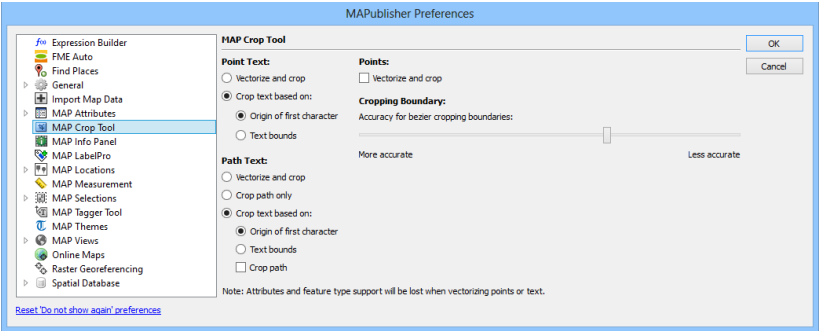 MAPublisher Preferences
Expression Builder
FME Auto
Find Places
General
Import Map Data
MAP Attributes
MAP Crop Tool
MAP Info Panel
MAP LabelPro
MAP Locations
MAP Measurement
MAP Selections
MAP Tagger Tool
MAP Themes
MAP Views
Online Maps
Raster Georeferencing
Spatial Database
Reset 'Do not show again' preferences
MAP Crop Tool
Point Text:
Vectorize and crop
Crop text based on:
Origin of first character
Text bounds
Path Text:
Vectorize and crop
Crop path only
Crop text based on:
Origin of first character
Text bounds
Crop path
Points:
Vectorize and crop
Cropping Boundary:
Accuracy for bezier cropping boundaries:
More accurate Less accurate
Note: Attributes and feature type support will be lost when vectorizing points or text.
OK
Cancel